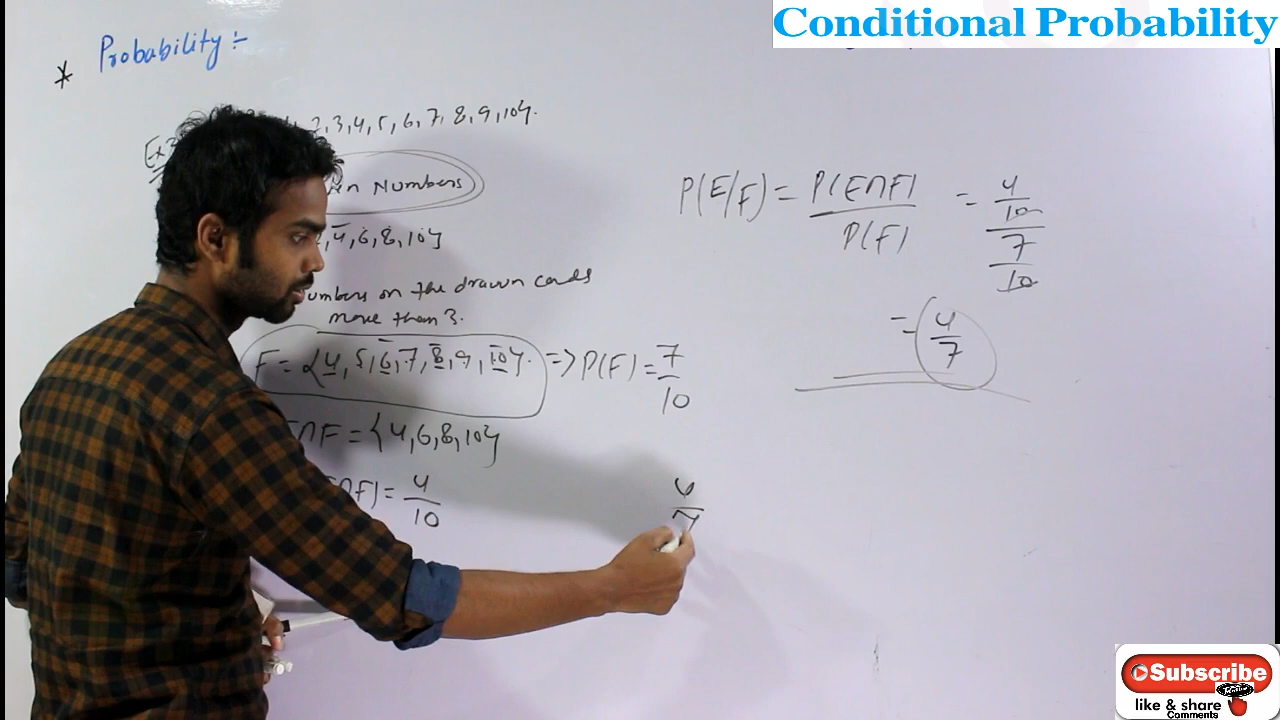 Conditional Probability
* Probability :-
2, 3, 4, 5, 6, 7, 8, 9, 10}.
Numbers
4, 6, 8, 10}
numbers on the drawn cards
more than 3.
F = {4, 5, 6, 7, 8, 9, 10}. => P(F) = 7/10
E∩F = {4, 6, 8, 10}
∩F) = 4/10
4/7
P(E/F) = P(E∩F)/P(F) = 4/10 / 7/10
= 4/7
Subscribe
like & share
Comments